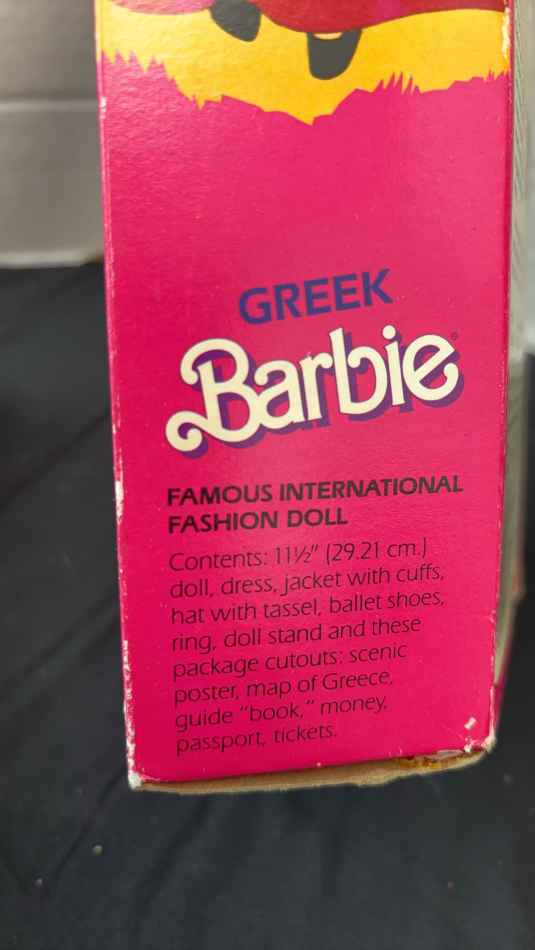 GREEK
Barbie®
FAMOUS INTERNATIONAL
FASHION DOLL
Contents: 11½" (29.21 cm.)
doll, dress, jacket with cuffs,
hat with tassel, ballet shoes,
ring, doll stand and these
package cutouts: scenic
poster, map of Greece,
guide "book," money,
passport, tickets.